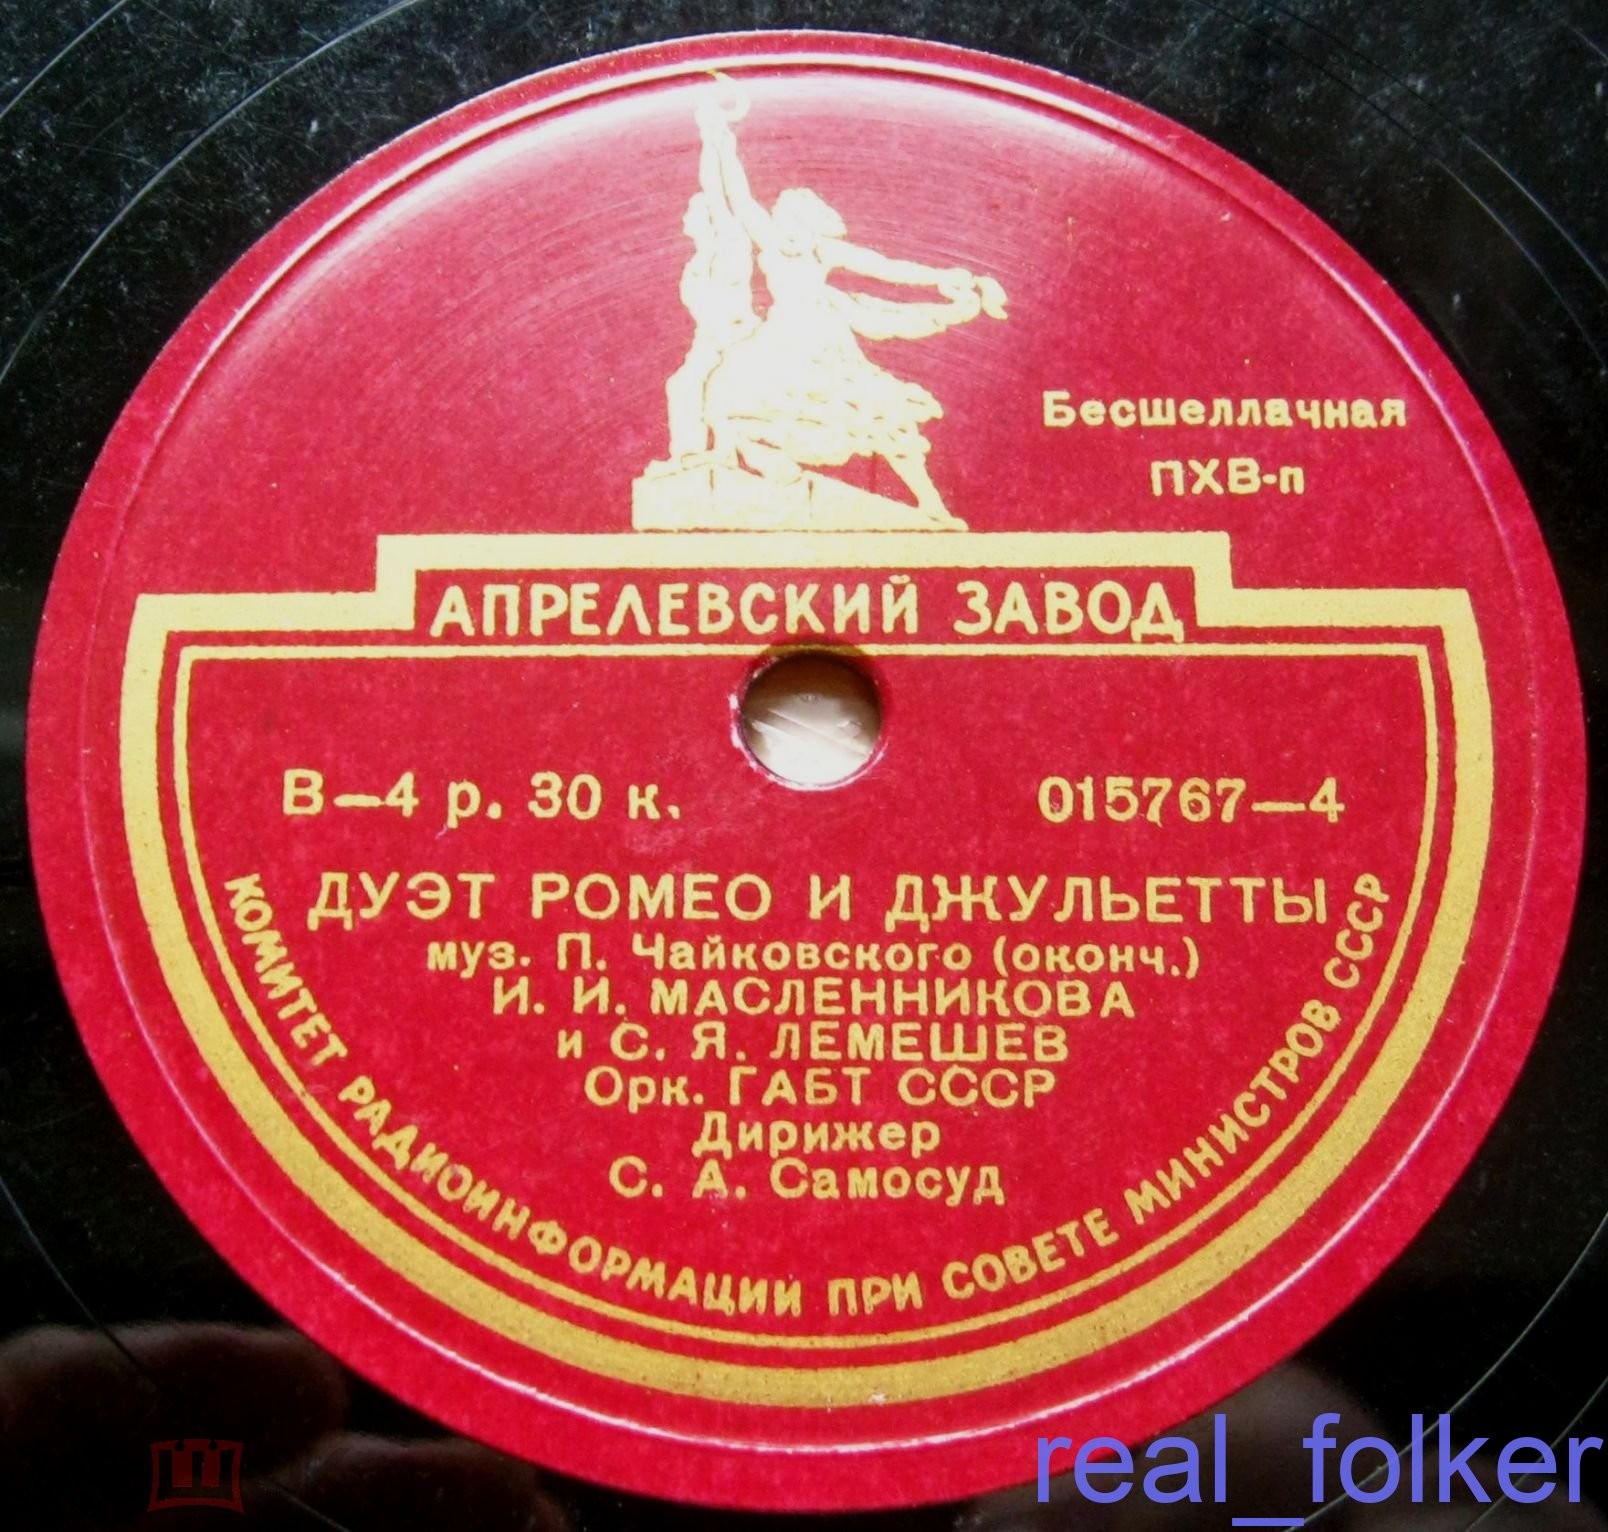 Бесшеллачная
ПХВ-п
АПРЕЛЕВСКИЙ ЗАВОД
В—4 р. 30 к.
015767—4
ДУЭТ РОМЕО И ДЖУЛЬЕТТЫ
муз. П. Чайковского (оконч.)
И. И. МАСЛЕННИКОВА
и С. Я. ЛЕМЕШЕВ
Орк. ГАБТ СССР
Дирижер
С. А. Самосуд
КОМИТЕТ РАДИОИНФОРМАЦИИ ПРИ СОВЕТЕ МИНИСТРОВ СССР
real_folker